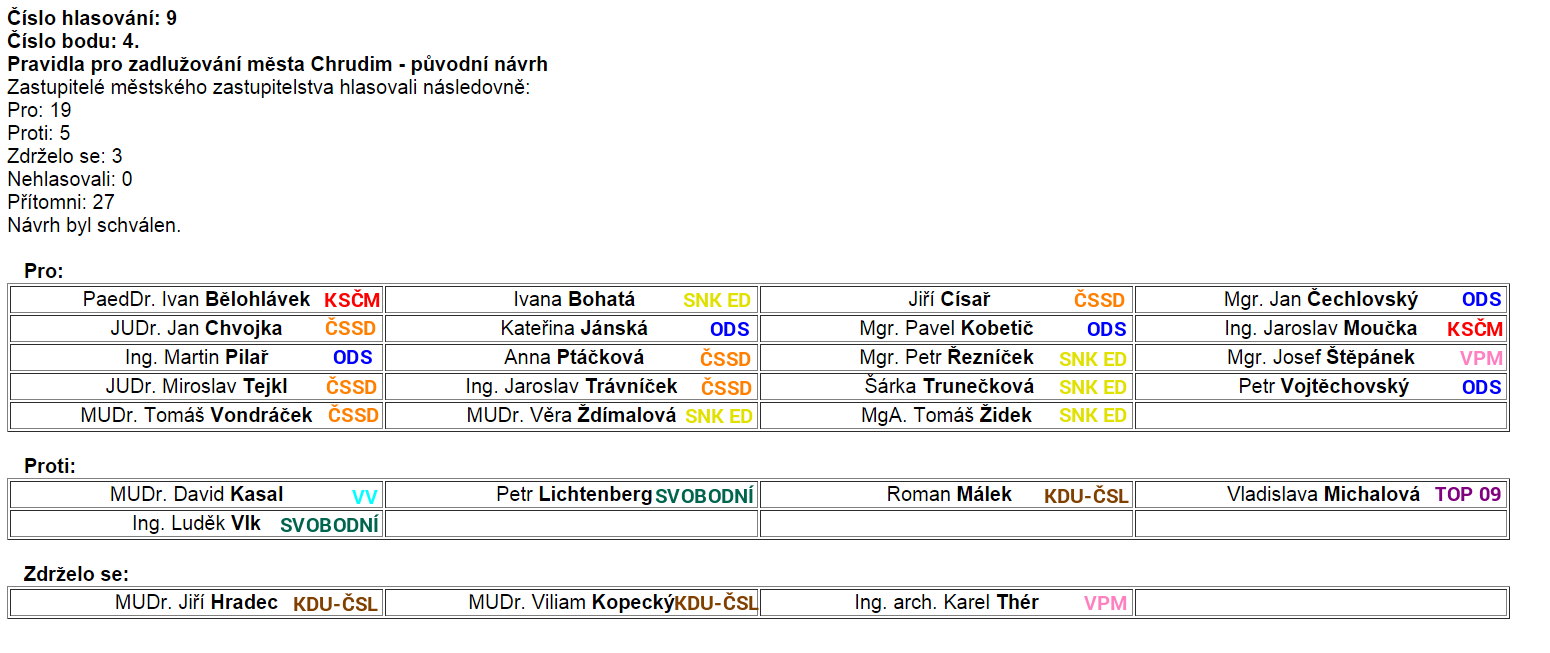 Číslo hlasování: 9
Číslo bodu: 4.
Pravidla pro zadlužování města Chrudim - původní návrh
Zastupitelé městského zastupitelstva hlasovali následovně:
Pro: 19
Proti: 5
Zdrželo se: 3
Nehlasovali: 0
Přítomni: 27
Návrh byl schválen.
Pro:
PaedDr. Ivan Bělohlávek KSČM Ivana Bohatá SNK ED Jiří Císař ČSSD Mgr. Jan Čechlovský ODS
JUDr. Jan Chvojka ČSSD Kateřina Jánská ODS Mgr. Pavel Kobetič ODS Ing. Jaroslav Moučka KSČM
Ing. Martin Pilař ODS Anna Ptáčková ČSSD Mgr. Petr Řezníček SNK ED Mgr. Josef Štěpánek VPM
JUDr. Miroslav Tejkl ČSSD Ing. Jaroslav Trávníček ČSSD Šárka Trunečková SNK ED Petr Vojtěchovský ODS
MUDr. Tomáš Vondráček ČSSD MUDr. Věra Ždímalová SNK ED MgA. Tomáš Židek SNK ED
Proti:
MUDr. David Kasal VV Petr Lichtenberg SVOBODNÍ Roman Málek KDU-ČSL Vladislava Michalová TOP 09
Ing. Luděk Vlk SVOBODNÍ
Zdrželo se:
MUDr. Jiří Hradec KDU-ČSL MUDr. Viliam Kopecký KDU-ČSL Ing. arch. Karel Thér VPM